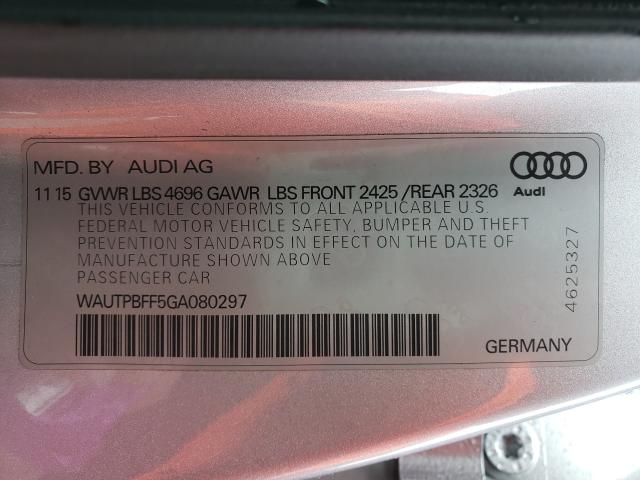 MFD. BY AUDI AG
11 15 GVWR LBS 4696 GAWR LBS FRONT 2425 /REAR 2326
Audi
THIS VEHICLE CONFORMS TO ALL APPLICABLE U.S.
FEDERAL MOTOR VEHICLE SAFETY, BUMPER AND THEFT
PREVENTION STANDARDS IN EFFECT ON THE DATE OF
MANUFACTURE SHOWN ABOVE
PASSENGER CAR
WAUTPBFF5GA080297
4625327
GERMANY